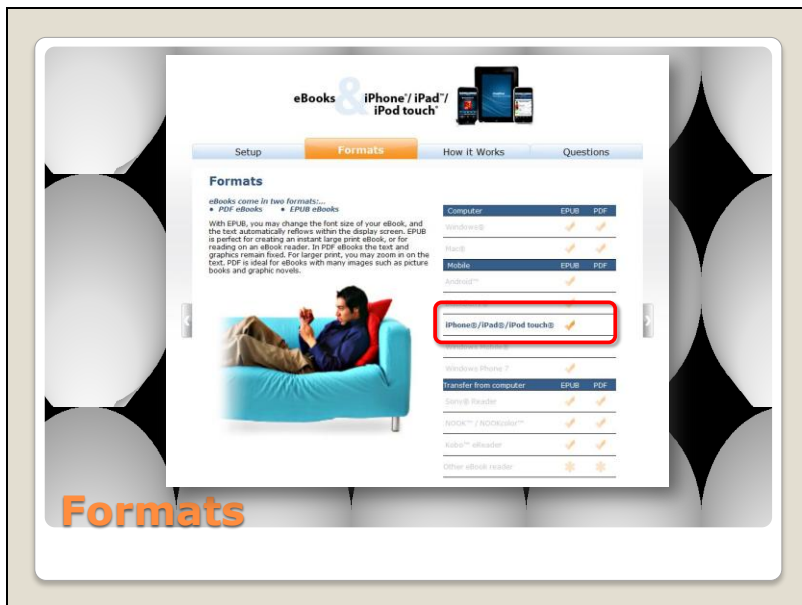 eBooks & iPhone®/ iPad™/
iPod touch®
Setup Formats How it Works Questions
Formats
eBooks come in two formats:...
• PDF eBooks • EPUB eBooks
With EPUB, you may change the font size of your eBook, and
the text automatically reflows within the display screen. EPUB
is perfect for creating an instant large print eBook, or for
reading on an eBook reader. In PDF eBooks the text and
graphics remain fixed. For larger print, you may zoom in on the
text. PDF is ideal for eBooks with many images such as picture
books and graphic novels.
Computer EPUB PDF
Windows®
Mac®
Mobile EPUB PDF
Android™
iPhone®/iPad®/iPod touch®
Windows Mobile®
Windows Phone 7
Transfer from computer EPUB PDF
Sony® Reader
NOOK™ / NOOKcolor™
Kobo™ eReader
Other eBook reader
Formats